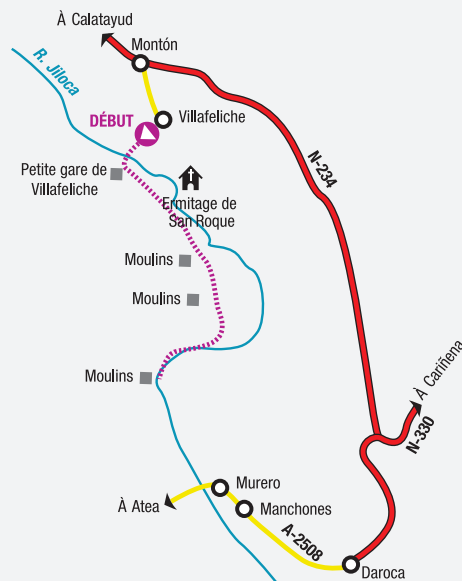 À Calatayud
Montón
R. Jiloca
DÉBUT
Villafeliche
Petite gare de
Villafeliche
Ermitage de
San Roque
N-234
Moulins
Moulins
Moulins
À Cariñena
N-330
Murero
À Atea
Manchones
A-2508
Daroca